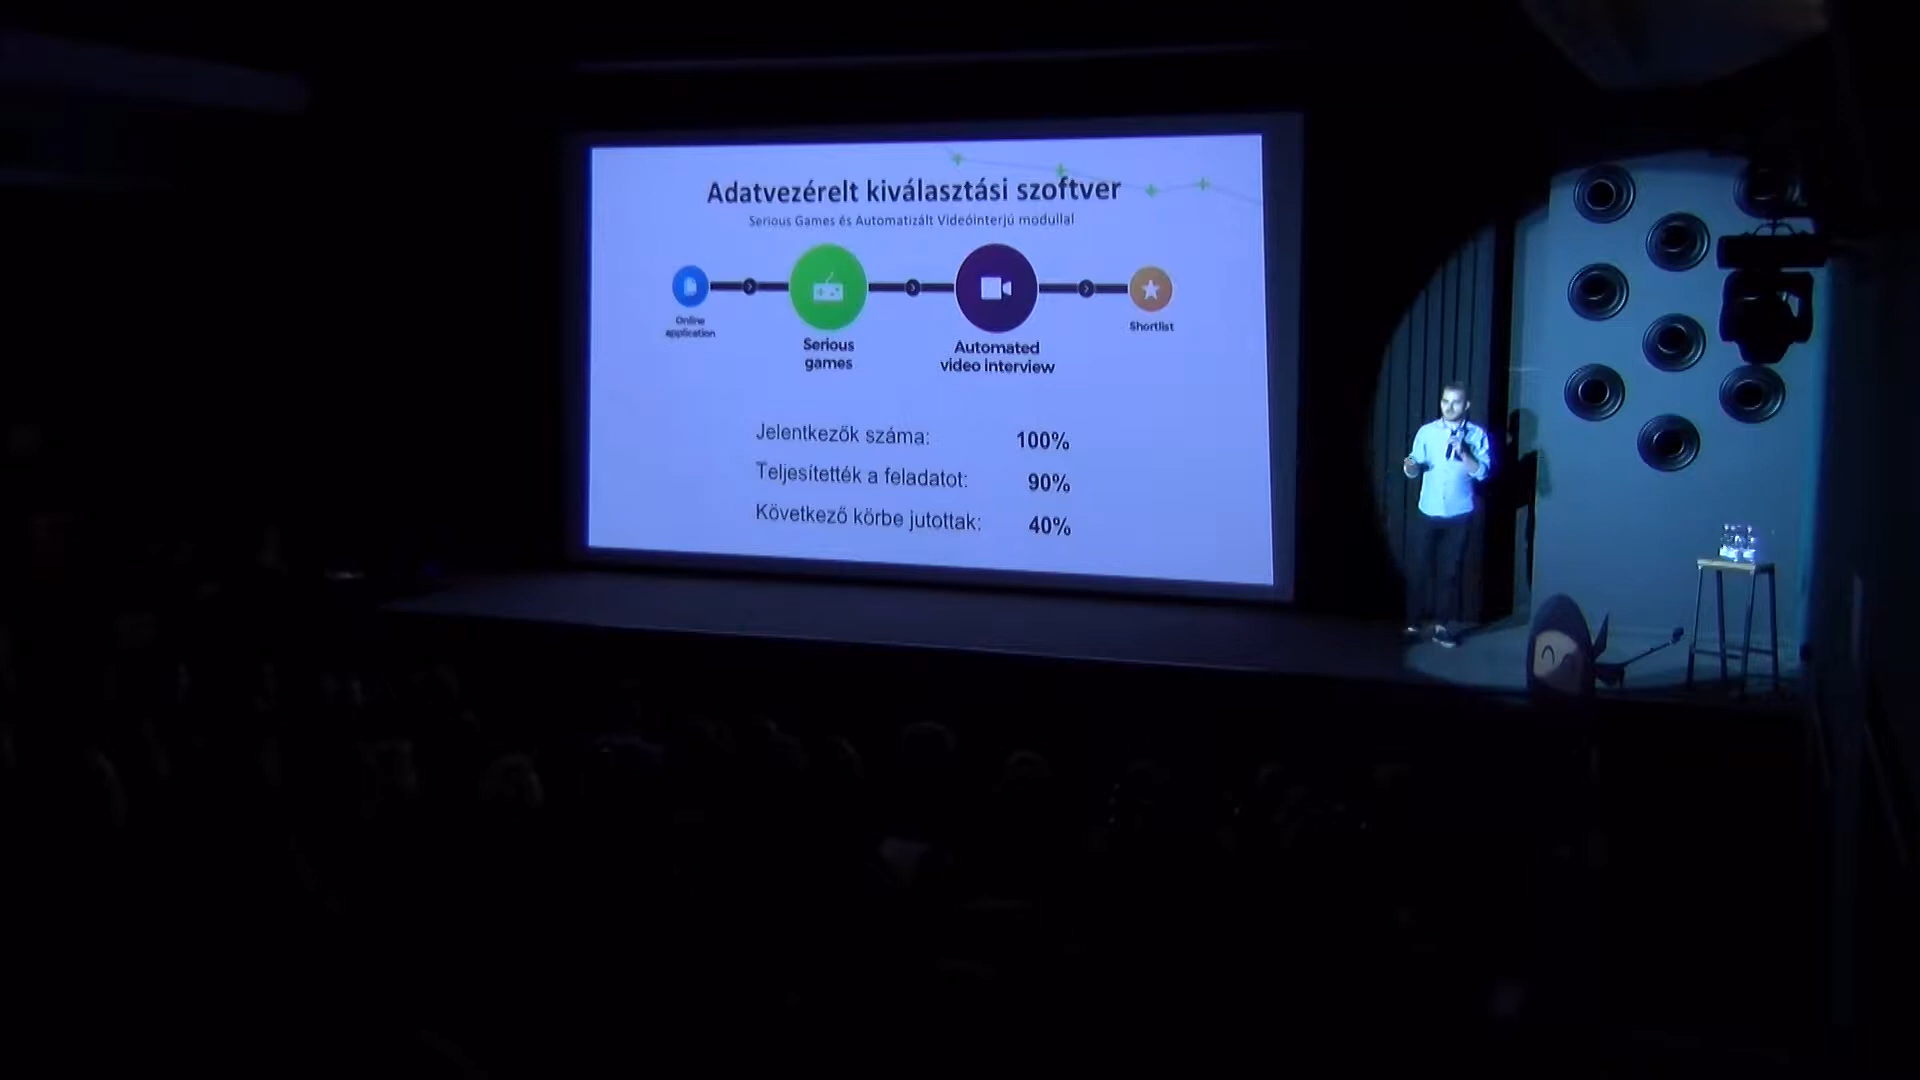 Adatvezérelt kiválasztási szoftver
Serious Games és Automatizált Videóinterjú modullal
Online
application
Serious
games
Automated
video interview
Shortlist
Jelentkezők száma: 100%
Teljesítették a feladatot: 90%
Következő körbe jutottak: 40%